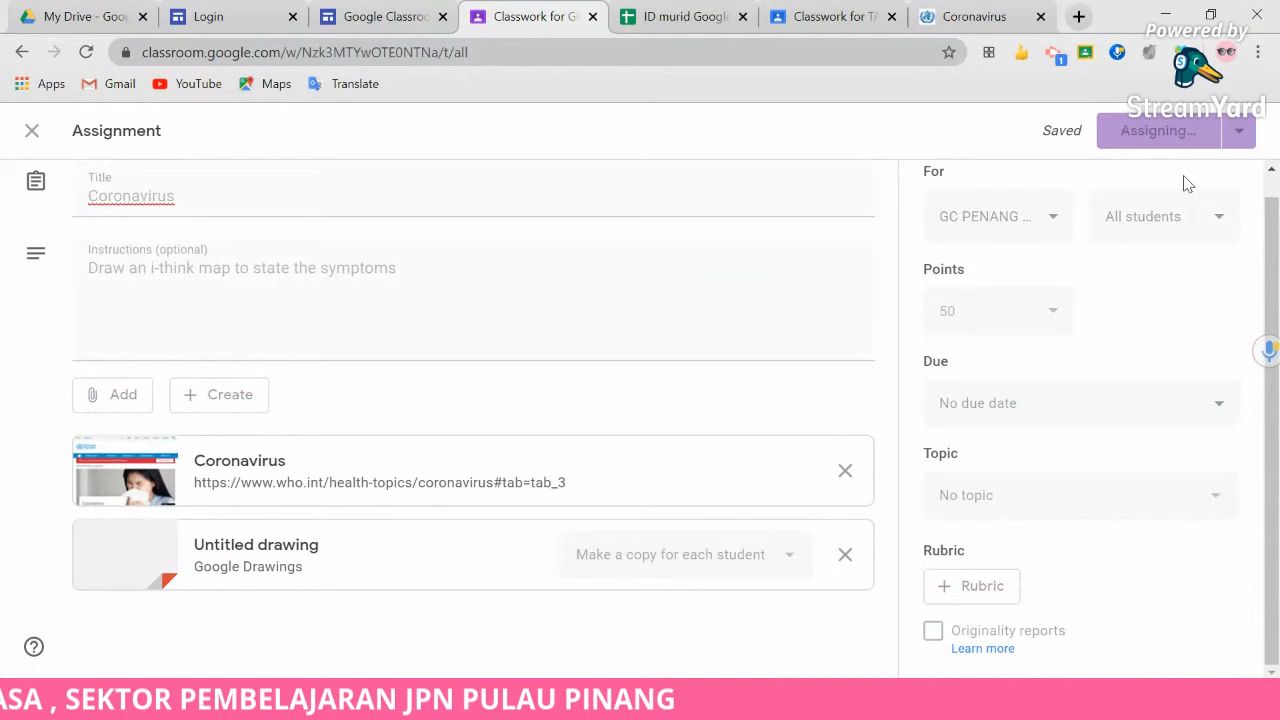 My Drive - Goo
Login
Google Classroo
Classwork for G
ID murid Google
Classwork for TA
Coronavirus
Powered by
StreamYard
classroom.google.com/w/Nzk3MTYwOTE0NTNa/t/all
1
Apps
Gmail
YouTube
Maps
Translate
Assignment
Saved
Assigning...
Title
Coronavirus
Instructions (optional)
Draw an i-think map to state the symptoms
Add
Create
Coronavirus
https://www.who.int/health-topics/coronavirus#tab=tab_3
Untitled drawing
Google Drawings
Make a copy for each student
For
GC PENANG ...
All students
Points
50
Due
No due date
Topic
No topic
Rubric
Rubric
Originality reports
Learn more
ASA , SEKTOR PEMBELAJARAN JPN PULAU PINANG